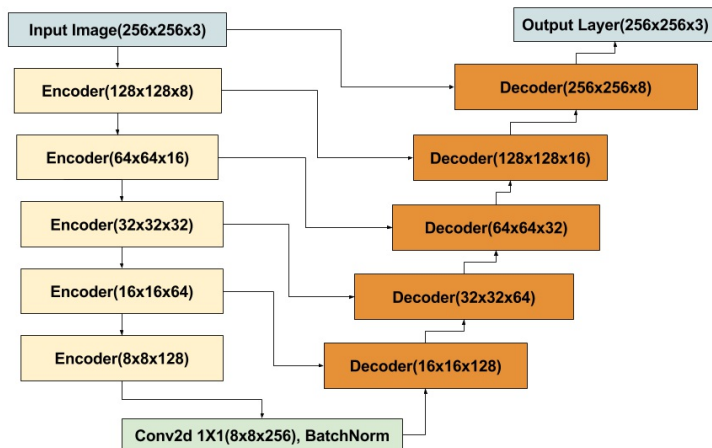 Input Image(256x256x3)
Output Layer(256x256x3)
Encoder(128x128x8)
Decoder(256x256x8)
Encoder(64x64x16)
Decoder(128x128x16)
Encoder(32x32x32)
Decoder(64x64x32)
Encoder(16x16x64)
Decoder(32x32x64)
Encoder(8x8x128)
Decoder(16x16x128)
Conv2d 1X1(8x8x256), BatchNorm